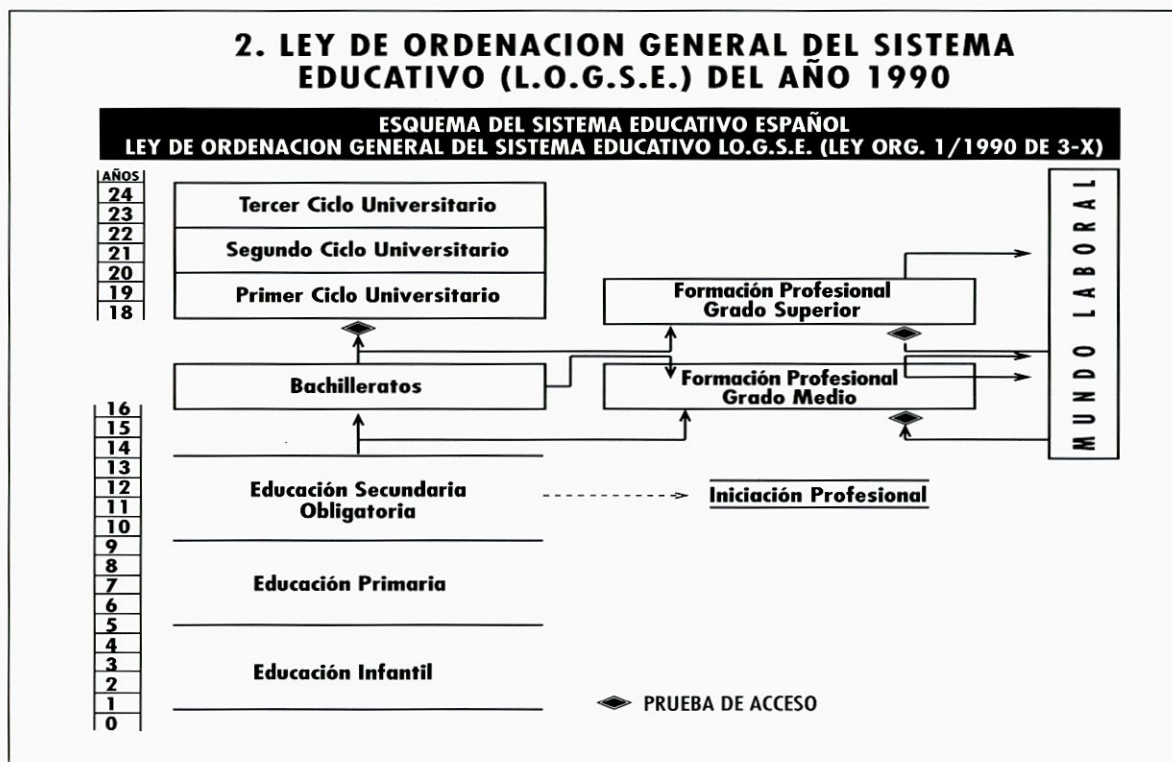 2. LEY DE ORDENACION GENERAL DEL SISTEMA
EDUCATIVO (L.O.G.S.E.) DEL AÑO 1990
ESQUEMA DEL SISTEMA EDUCATIVO ESPAÑOL
LEY DE ORDENACION GENERAL DEL SISTEMA EDUCATIVO LO.G.S.E. (LEY ORG. 1/1990 DE 3-X)
AÑOS
24
23
22
21
20
19
18
16
15
14
13
12
11
10
9
8
7
6
5
4
3
2
1
0
Tercer Ciclo Universitario
Segundo Ciclo Universitario
Primer Ciclo Universitario
Formación Profesional
Grado Superior
Bachilleratos
Formación Profesional
Grado Medio
MUNDO LABORAL
Educación Secundaria
Obligatoria
Iniciación Profesional
Educación Primaria
Educación Infantil
PRUEBA DE ACCESO